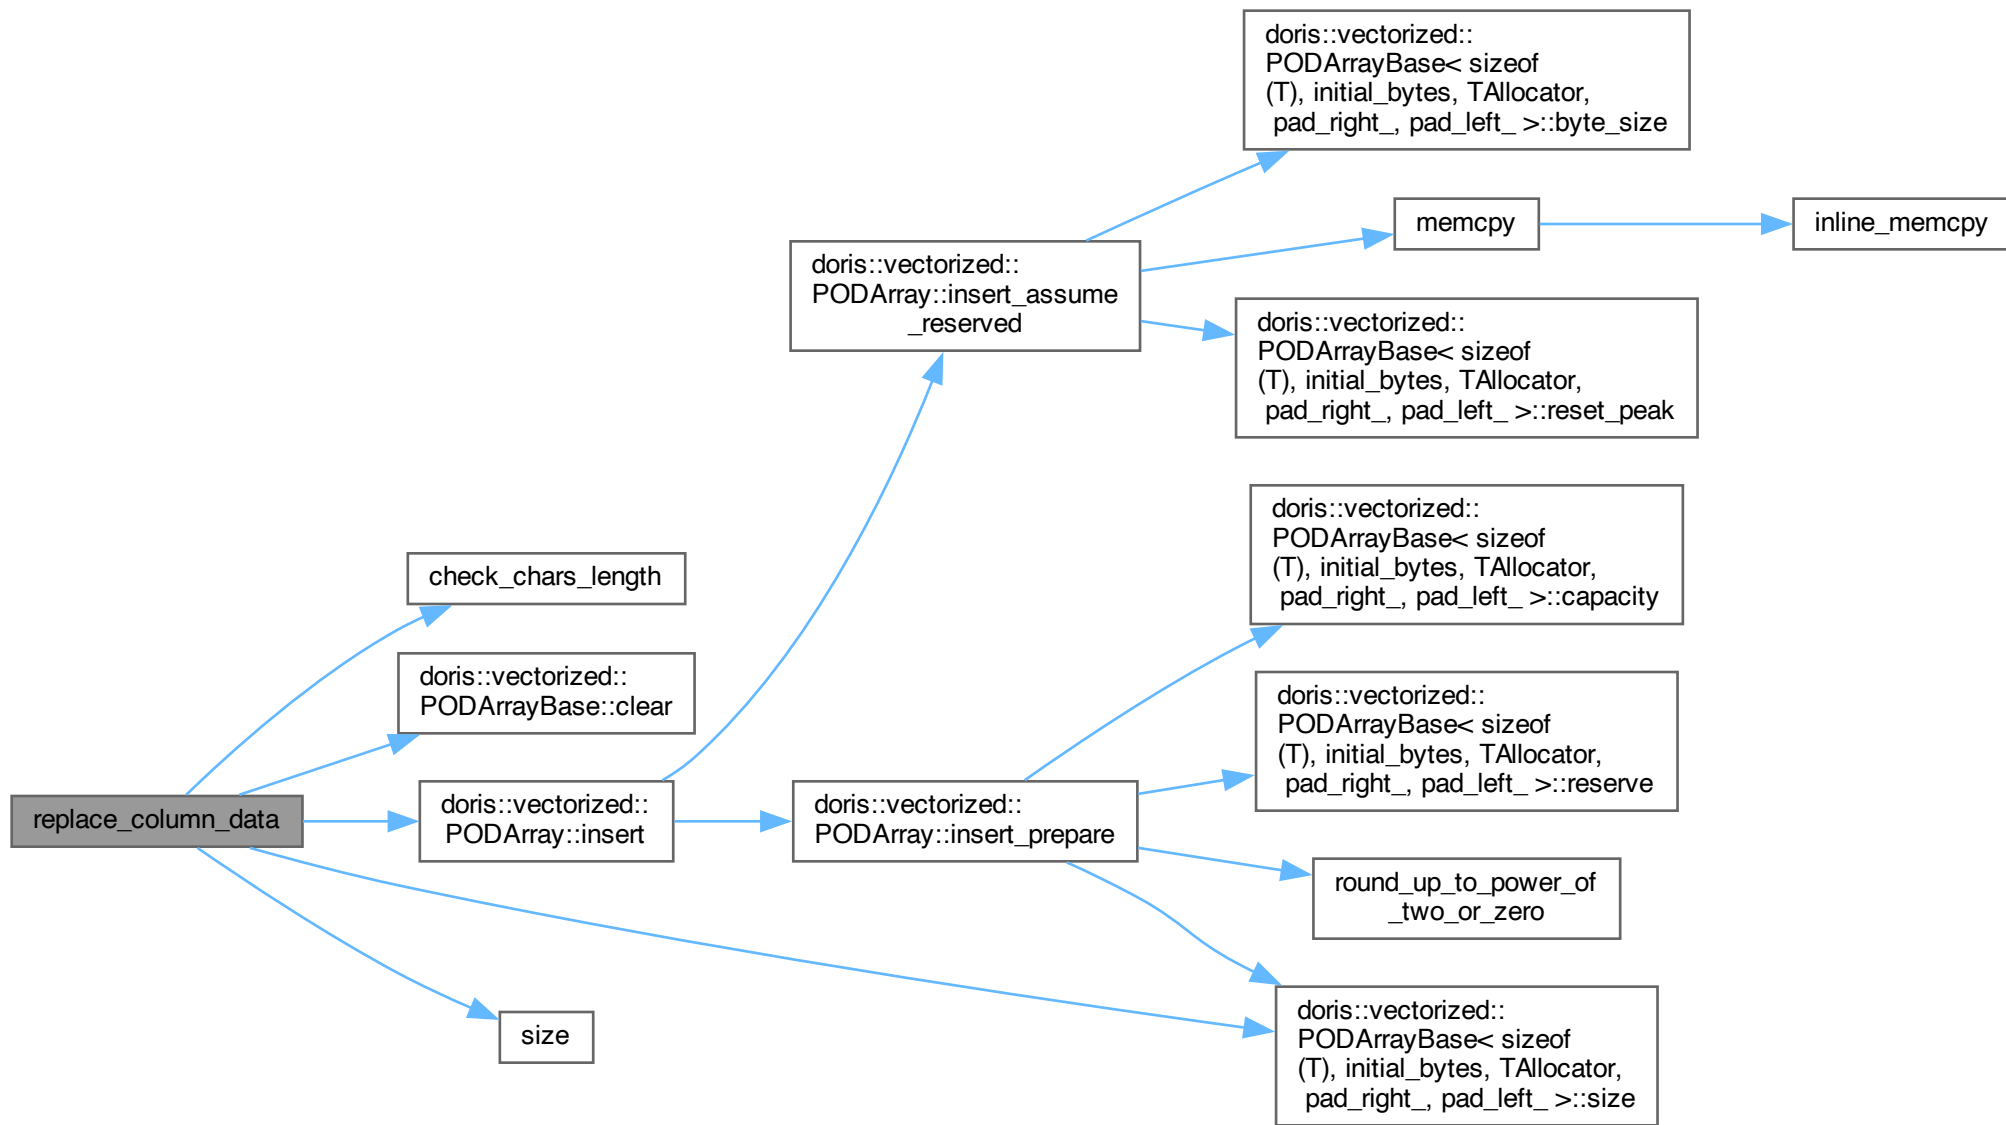 doris::vectorized::
PODArrayBase< sizeof
(T), initial_bytes, TAllocator,
pad_right_, pad_left_ >::byte_size
memcpy
inline_memcpy
doris::vectorized::
PODArray::insert_assume
_reserved
doris::vectorized::
PODArrayBase< sizeof
(T), initial_bytes, TAllocator,
pad_right_, pad_left_ >::reset_peak
doris::vectorized::
PODArrayBase< sizeof
(T), initial_bytes, TAllocator,
pad_right_, pad_left_ >::capacity
check_chars_length
doris::vectorized::
PODArrayBase::clear
doris::vectorized::
PODArrayBase< sizeof
(T), initial_bytes, TAllocator,
pad_right_, pad_left_ >::reserve
replace_column_data
doris::vectorized::
PODArray::insert
doris::vectorized::
PODArray::insert_prepare
round_up_to_power_of
_two_or_zero
size
doris::vectorized::
PODArrayBase< sizeof
(T), initial_bytes, TAllocator,
pad_right_, pad_left_ >::size